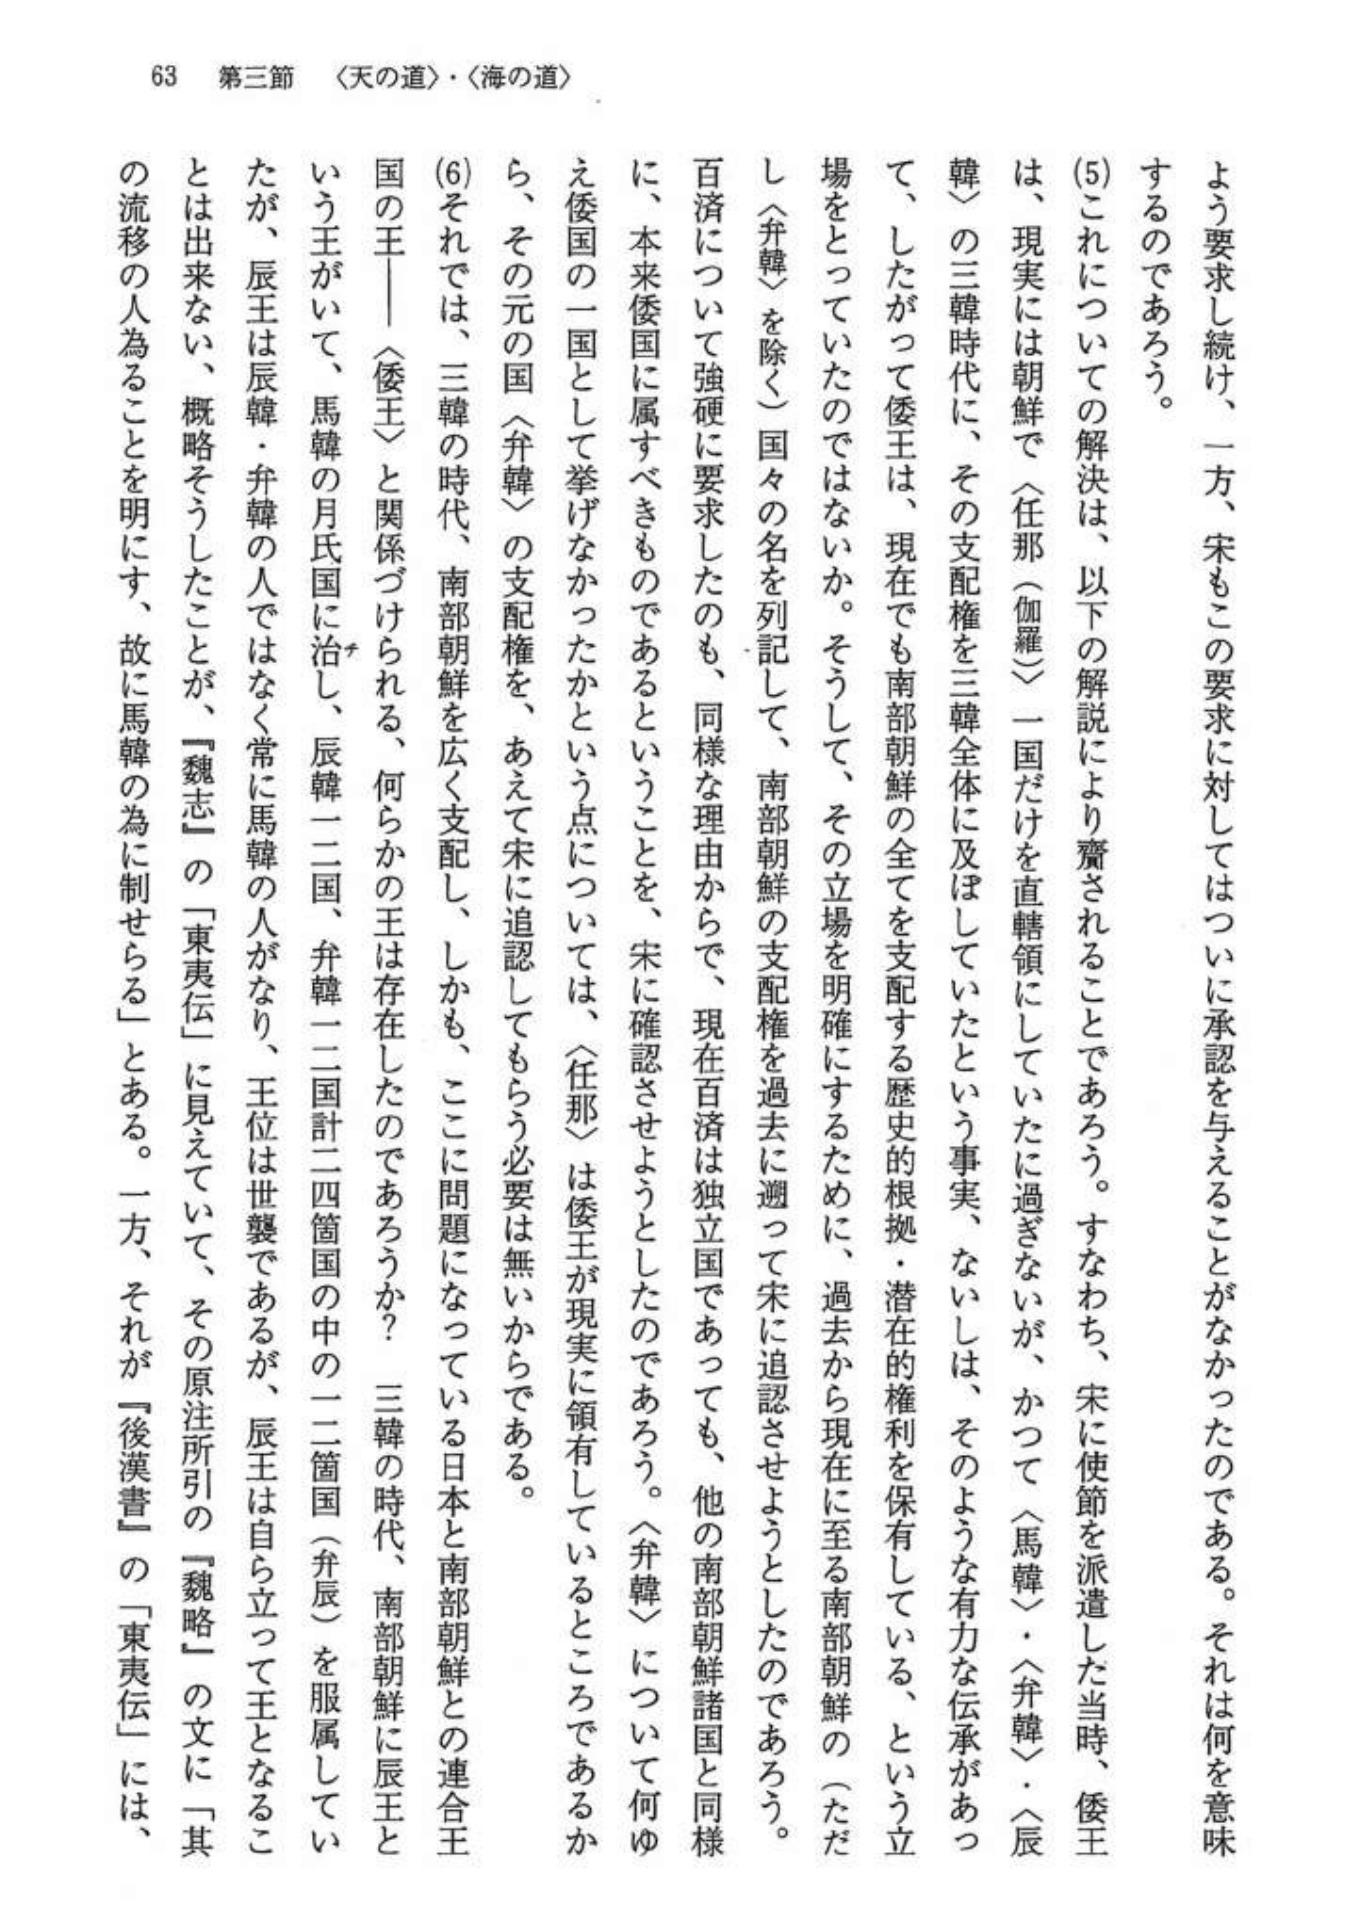 63　第三節　〈天の道〉・〈海の道〉
よう要求し続け、一方、宋もこの要求に対してはついに承認を与えることがなかったのである。それは何を意味
するのであろう。
(5)これについての解決は、以下の解説により齎されることであろう。すなわち、宋に使節を派遣した当時、倭王
は、現実には朝鮮で〈任那（伽羅）〉一国だけを直轄領にしていたに過ぎないが、かつて〈馬韓〉・〈弁韓〉・〈辰
韓〉の三韓時代に、その支配権を三韓全体に及ぼしていたという事実、ないしは、そのような有力な伝承があっ
て、したがって倭王は、現在でも南部朝鮮の全てを支配する歴史的根拠・潜在的権利を保有している、という立
場をとっていたのではないか。そうして、その立場を明確にするために、過去から現在に至る南部朝鮮の（ただ
し〈弁韓〉を除く）国々の名を列記して、南部朝鮮の支配権を過去に遡って宋に追認させようとしたのであろう。
百済について強硬に要求したのも、同様な理由からで、現在百済は独立国であっても、他の南部朝鮮諸国と同様
に、本来倭国に属すべきものであるということを、宋に確認させようとしたのであろう。〈弁韓〉について何ゆ
え倭国の一国として挙げなかったかという点については、〈任那〉は倭王が現実に領有しているところであるか
ら、その元の国〈弁韓〉の支配権を、あえて宋に追認してもらう必要は無いからである。
(6)それでは、三韓の時代、南部朝鮮を広く支配し、しかも、ここに問題になっている日本と南部朝鮮との連合王
国の王――〈倭王〉と関係づけられる、何らかの王は存在したのであろうか？　三韓の時代、南部朝鮮に辰王と
いう王がいて、馬韓の月氏国に治チし、辰韓一二国、弁韓一二国計二四箇国の中の一二箇国（弁辰）を服属してい
たが、辰王は辰韓・弁韓の人ではなく常に馬韓の人がなり、王位は世襲であるが、辰王は自ら立って王となるこ
とは出来ない、概略そうしたことが、『魏志』の「東夷伝」に見えていて、その原注所引の『魏略』の文に「其
の流移の人為ることを明にす、故に馬韓の為に制せらる」とある。一方、それが『後漢書』の「東夷伝」には、